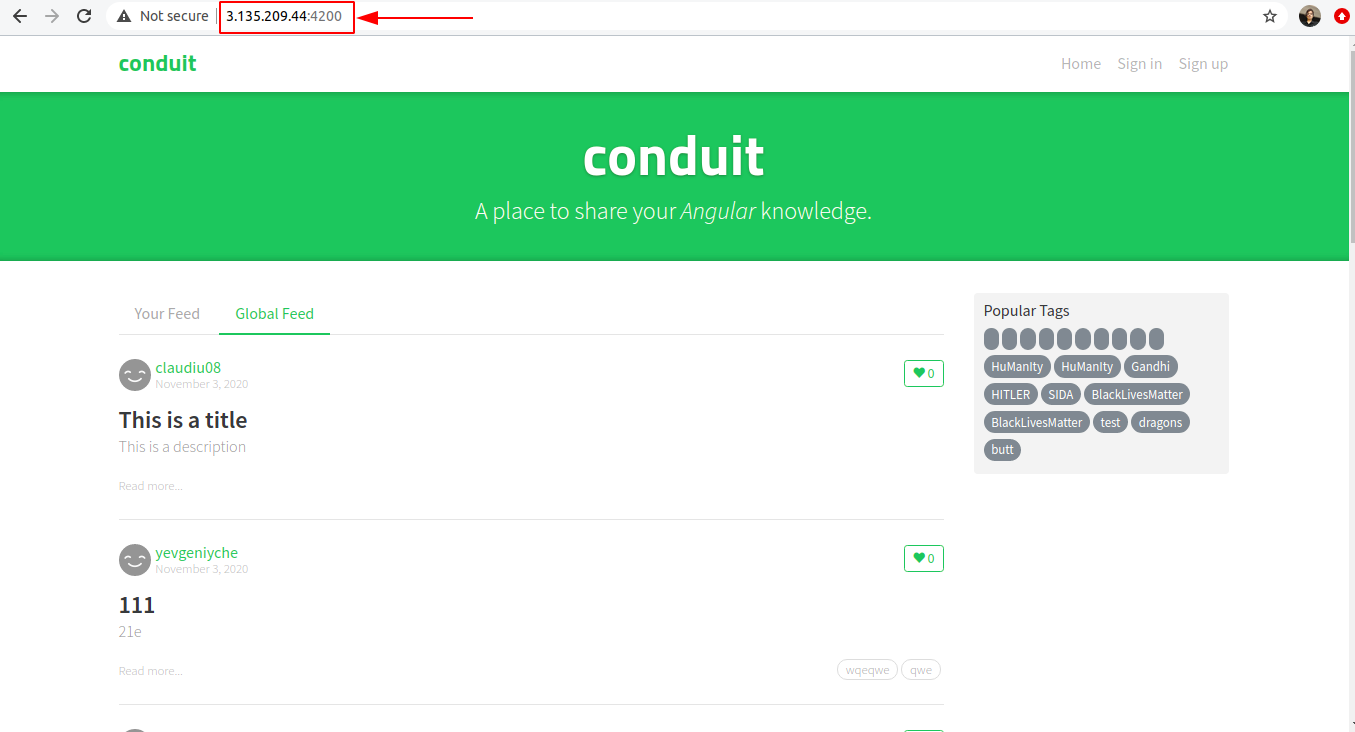 Not secure | 3.135.209.44:4200
conduit
Home Sign in Sign up
conduit
A place to share your Angular knowledge.
Your Feed Global Feed
Popular Tags
HuManIty HuManIty Gandhi
HITLER SIDA BlackLivesMatter
BlackLivesMatter test dragons
butt
claudiu08
November 3, 2020
0
This is a title
This is a description
Read more...
yevgeniyche
November 3, 2020
0
111
21e
Read more...
wqeqwe qwe